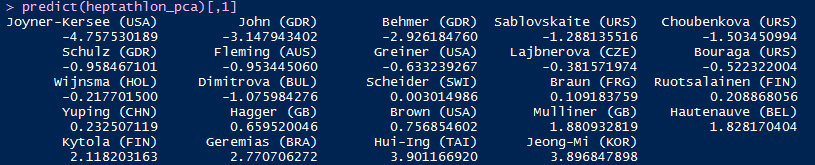 > predict(heptathlon_pca)[,1]
Joyner-Kersee (USA) John (GDR) Behmer (GDR) Sablovskaite (URS) Choubenkova (URS)
-4.757530189 -3.147943402 -2.926184760 -1.288135516 -1.503450994
Schulz (GDR) Fleming (AUS) Greiner (USA) Lajbnerova (CZE) Bouraga (URS)
-0.958467101 -0.953445060 -0.633239267 -0.381571974 -0.522322004
Wijnsma (HOL) Dimitrova (BUL) Scheider (SWI) Braun (FRG) Ruotsalainen (FIN)
-0.217701500 -1.075984276 0.003014986 0.109183759 0.208868056
Yuping (CHN) Hagger (GB) Brown (USA) Mulliner (GB) Hautenauve (BEL)
0.232507119 0.659520046 0.756854602 1.880932819 1.828170404
Kytola (FIN) Geremias (BRA) Hui-Ing (TAI) Jeong-Mi (KOR)
2.118203163 2.770706272 3.901166920 3.896847898